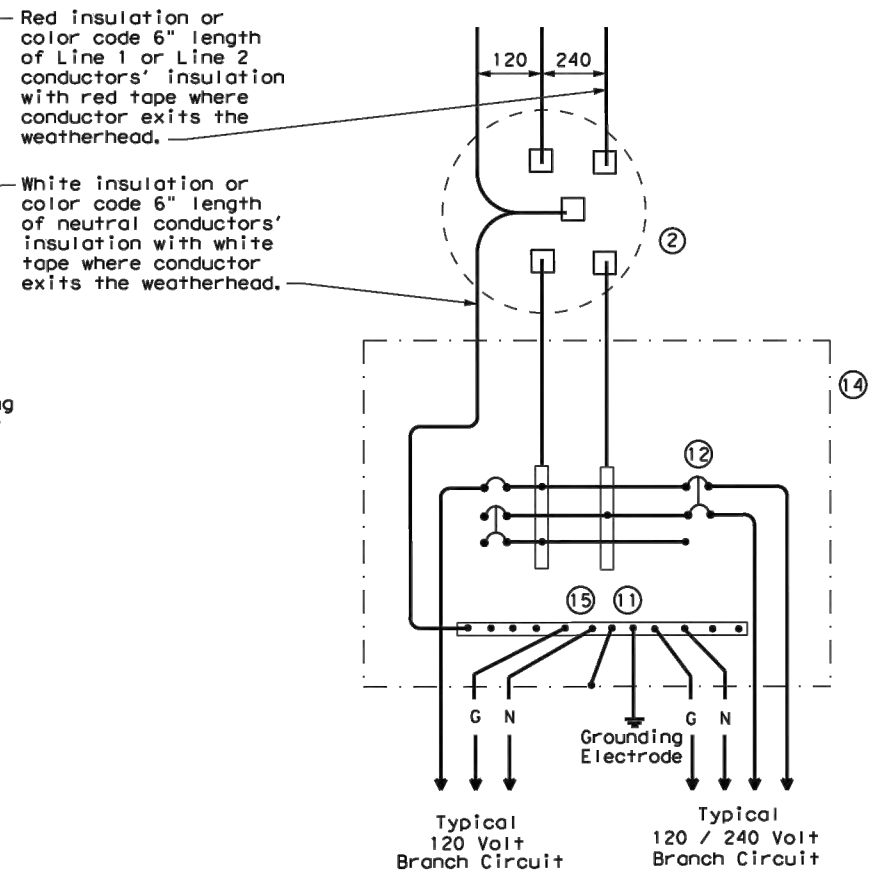 Red insulation or
color code 6" length
of Line 1 or Line 2
conductors' insulation
with red tape where
conductor exits the
weatherhead.
120 240
White insulation or
color code 6" length
of neutral conductors'
insulation with white
tape where conductor
exits the weatherhead.
2
14
12
15 11
G N
G N
Grounding
Electrode
Typical
120 Volt
Branch Circuit
Typical
120 / 240 Volt
Branch Circuit